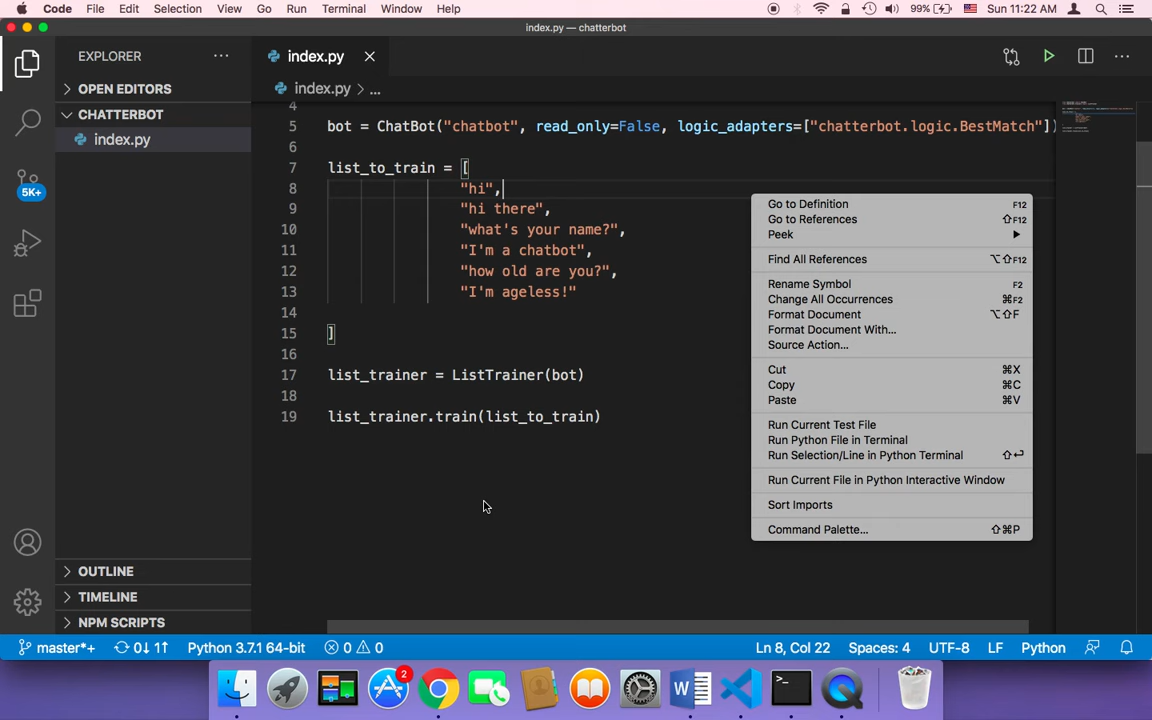 Code File Edit Selection View Go Run Terminal Window Help 99% Sun 11:22 AM
index.py — chatterbot
EXPLORER
index.py
OPEN EDITORS
index.py > ...
CHATTERBOT
index.py
4
5 bot = ChatBot("chatbot", read_only=False, logic_adapters=["chatterbot.logic.BestMatch"])
6
7 list_to_train = [
8 "hi",
9 "hi there",
10 "what's your name?",
11 "I'm a chatbot",
12 "how old are you?",
13 "I'm ageless!"
14
15 ]
16
17 list_trainer = ListTrainer(bot)
18
19 list_trainer.train(list_to_train)
5K+
Go to Definition F12
Go to References ⇧F12
Peek
Find All References ⌥⇧F12
Rename Symbol F2
Change All Occurrences ⌘F2
Format Document ⌥⇧F
Format Document With...
Source Action...
Cut ⌘X
Copy ⌘C
Paste ⌘V
Run Current Test File
Run Python File in Terminal
Run Selection/Line in Python Terminal ⇧⏎
Run Current File in Python Interactive Window
Sort Imports
Command Palette... ⇧⌘P
OUTLINE
TIMELINE
NPM SCRIPTS
master*+ 0↓ 1↑ Python 3.7.1 64-bit 0 0 Ln 8, Col 22 Spaces: 4 UTF-8 LF Python
2
W
>_